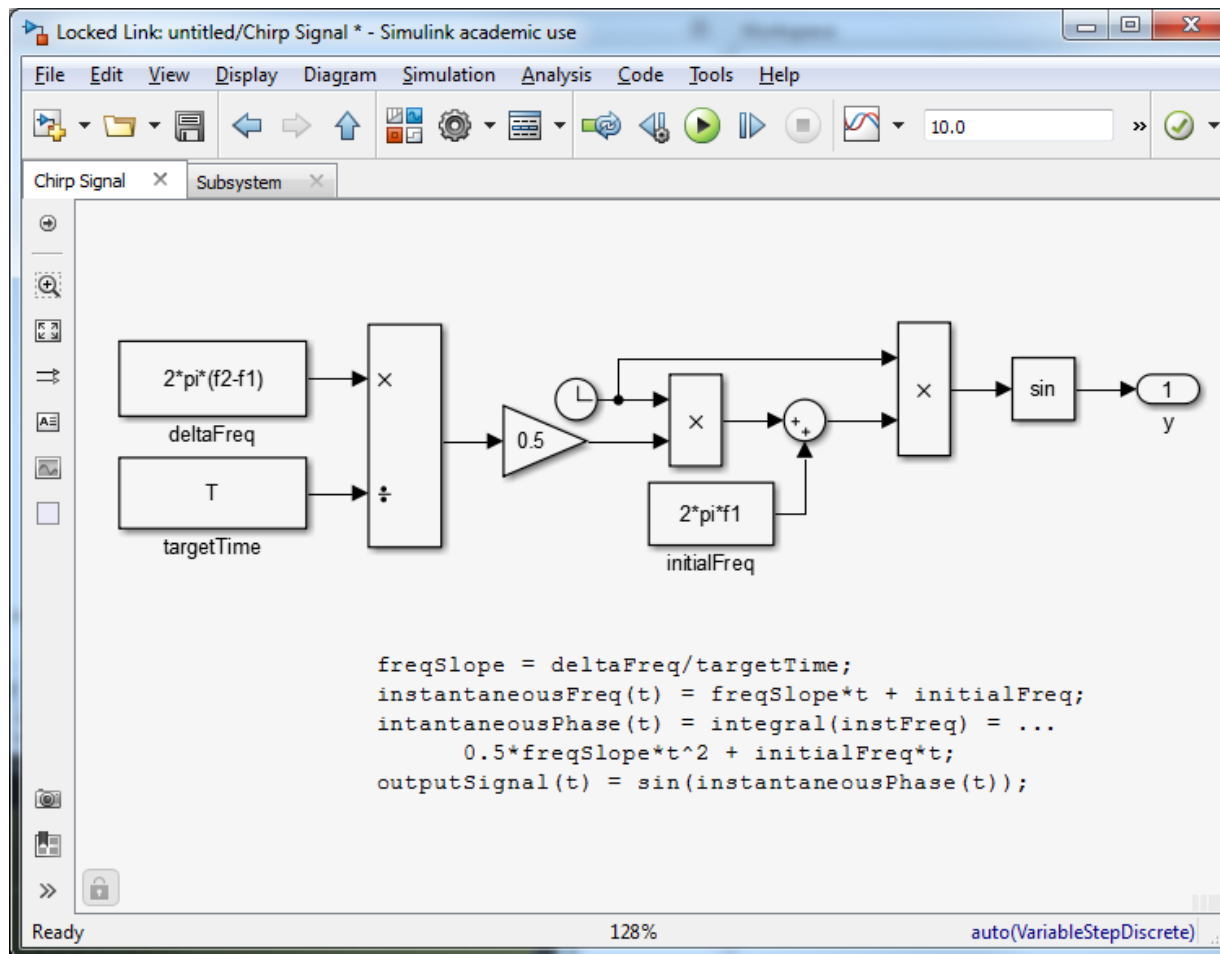 Locked Link: untitled/Chirp Signal * - Simulink academic use
File Edit View Display Diagram Simulation Analysis Code Tools Help
10.0 »
Chirp Signal Subsystem
2*pi*(f2-f1)
deltaFreq
T
targetTime
×
÷
0.5
×
+
+
2*pi*f1
initialFreq
×
sin
1
y
freqSlope = deltaFreq/targetTime;
instantaneousFreq(t) = freqSlope*t + initialFreq;
intantaneousPhase(t) = integral(instFreq) = ...
0.5*freqSlope*t^2 + initialFreq*t;
outputSignal(t) = sin(instantaneousPhase(t));
Ready 128% auto(VariableStepDiscrete)